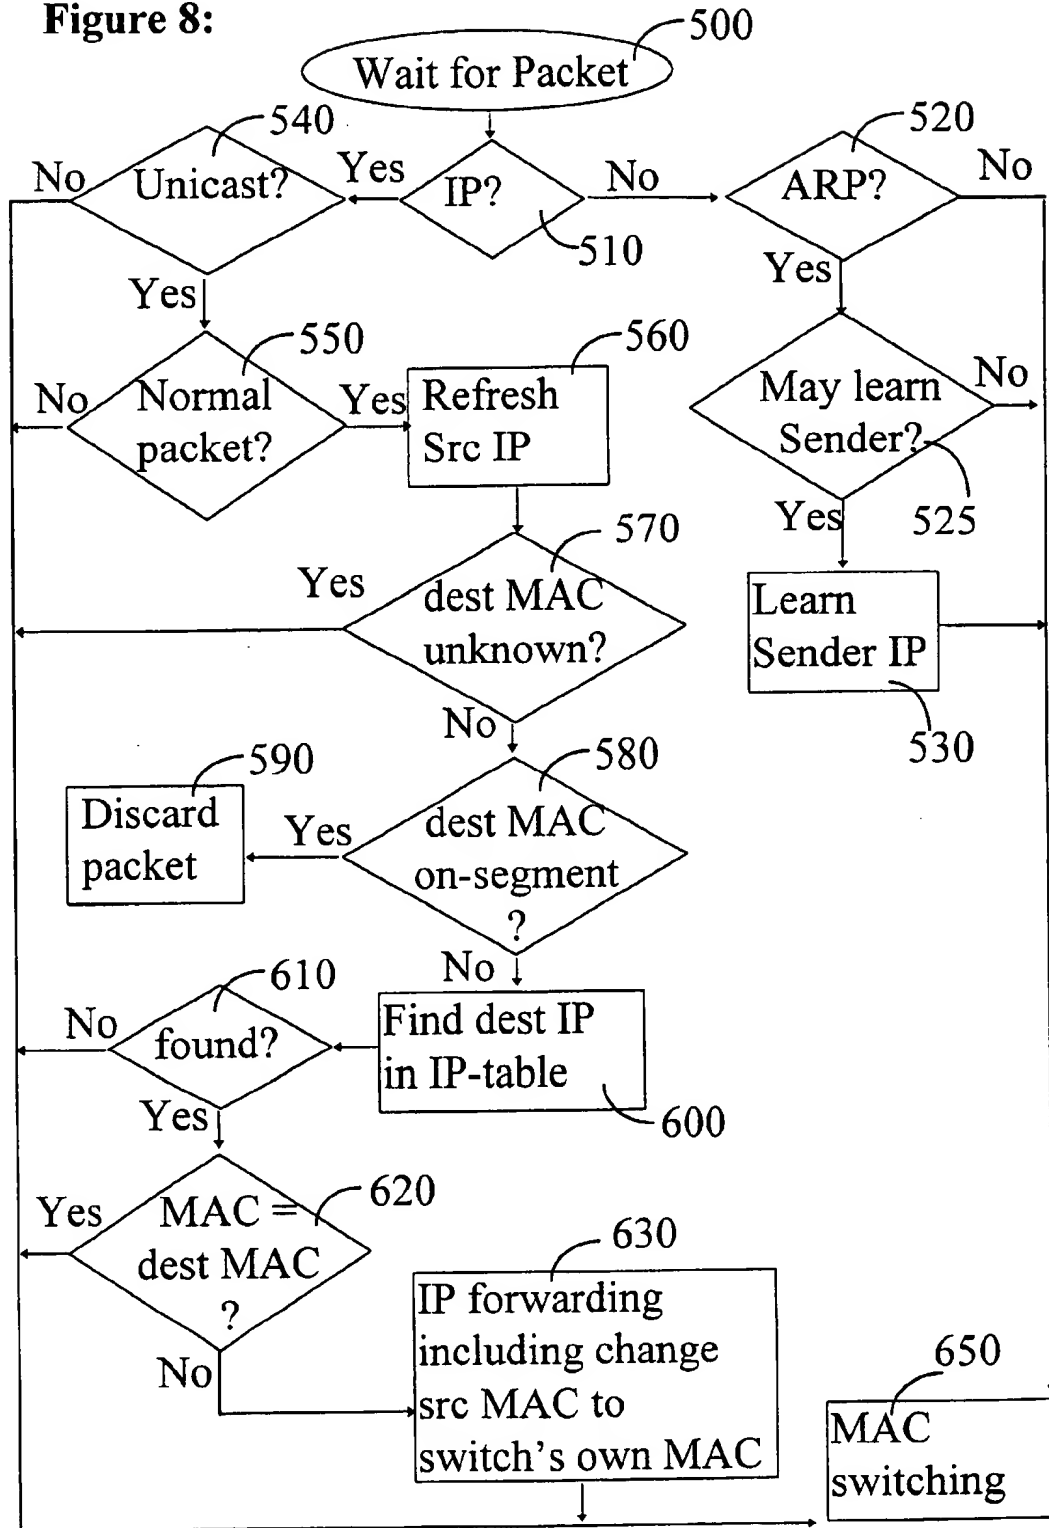 Figure 8:
500
Wait for Packet
540
520
No
Unicast?
Yes
IP?
No
ARP?
No
510
Yes
Yes
550
560
No
Normal
packet?
Yes
Refresh
Src IP
May learn
Sender?
No
525
Yes
570
Yes
dest MAC
unknown?
Learn
Sender IP
530
No
590
580
Discard
packet
Yes
dest MAC
on-segment
?
No
610
No
found?
Find dest IP
in IP-table
600
Yes
620
Yes
MAC =
dest MAC
?
No
630
IP forwarding
including change
src MAC to
switch's own MAC
650
MAC
switching